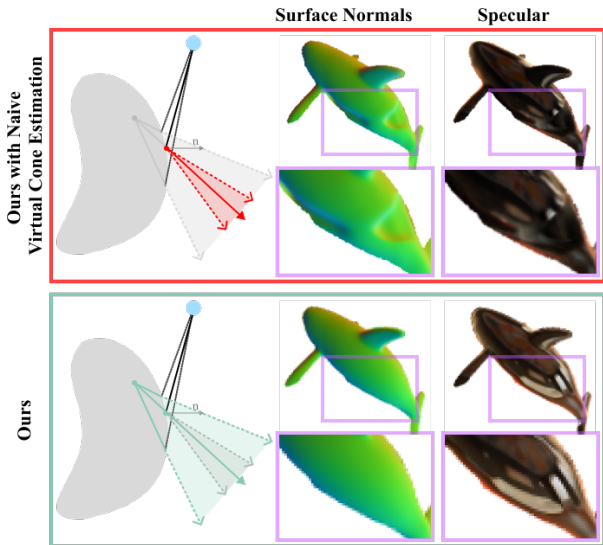 Surface Normals Specular
Ours with Naive
Virtual Cone Estimation
n
Ours
n